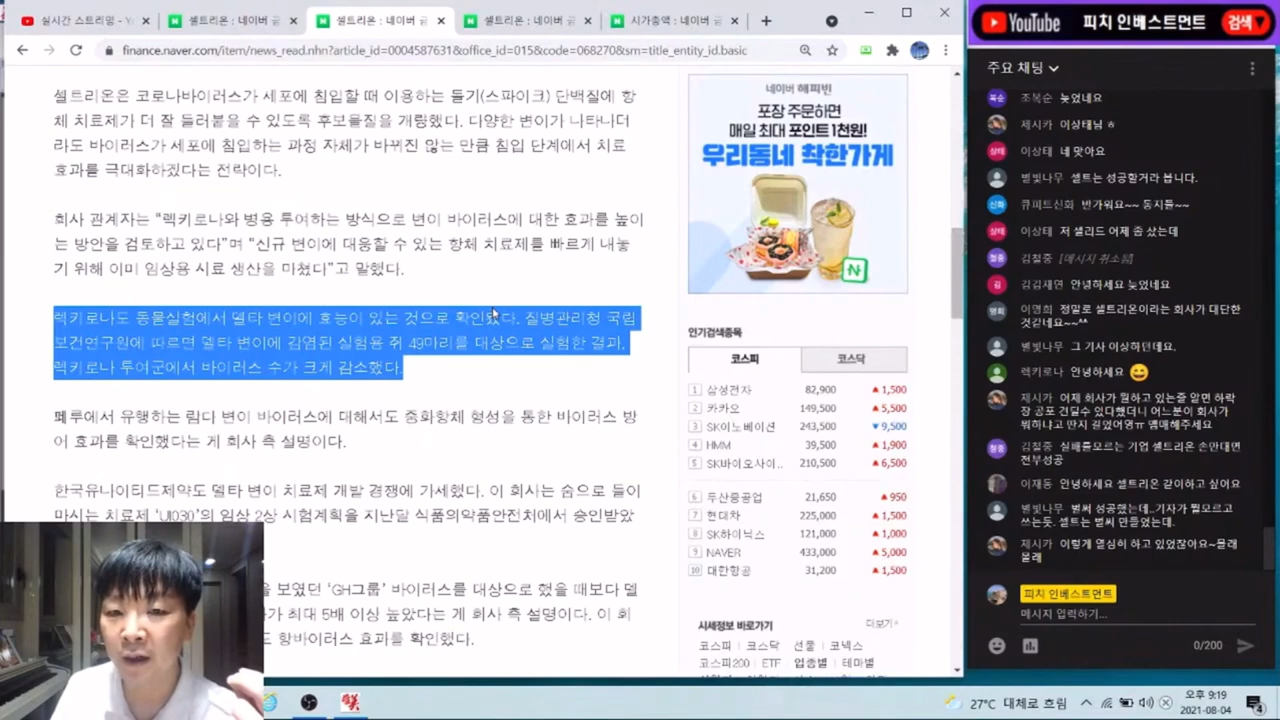 실시간 스트리밍 - Y
셀트리온 : 네이버 금
셀트리온 : 네이버 금
셀트리온 : 네이버 금
시가총액 : 네이버 금
finance.naver.com/item/news_read.nhn?article_id=0004587631&office_id=015&code=068270&sm=title_entity_id.basic
셀트리온은 코로나바이러스가 세포에 침입할 때 이용하는 돌기(스파이크) 단백질에 항
체 치료제가 더 잘 들러붙을 수 있도록 후보물질을 개량했다. 다양한 변이가 나타나더
라도 바이러스가 세포에 침입하는 과정 자체가 바뀌진 않는 만큼 침입 단계에서 치료
효과를 극대화하겠다는 전략이다.
회사 관계자는 “렉키로나와 병용 투여하는 방식으로 변이 바이러스에 대한 효과를 높이
는 방안을 검토하고 있다”며 “신규 변이에 대응할 수 있는 항체 치료제를 빠르게 내놓
기 위해 이미 임상용 시료 생산을 마쳤다”고 말했다.
렉키로나도 동물실험에서 델타 변이에 효능이 있는 것으로 확인됐다. 질병관리청 국립
보건연구원에 따르면 델타 변이에 감염된 실험용 쥐 49마리를 대상으로 실험한 결과,
렉키로나 투여군에서 바이러스 수가 크게 감소했다.
페루에서 유행하는 람다 변이 바이러스에 대해서도 중화항체 형성을 통한 바이러스 방
어 효과를 확인했다는 게 회사 측 설명이다.
한국유나이티드제약도 델타 변이 치료제 개발 경쟁에 가세했다. 이 회사는 숨으로 들이
마시는 치료제 ‘UI030’의 임상 2상 시험계획을 지난달 식품의약품안전처에서 승인받았
을 보였던 ‘GH그룹’ 바이러스를 대상으로 했을 때보다 델
가 최대 5배 이상 높았다는 게 회사 측 설명이다. 이 회
도 항바이러스 효과를 확인했다.
네이버 해피빈
포장 주문하면
매일 최대 포인트 1천원!
우리동네 착한가게
N
인기검색종목
코스피 코스닥
1 삼성전자 82,900 ▲1,500
2 카카오 149,500 ▲5,500
3 SK이노베이션 243,500 ▼9,500
4 HMM 39,500 ▲1,900
5 SK바이오사이.. 210,500 ▲6,500
6 두산중공업 21,650 ▲950
7 현대차 225,000 ▲1,500
8 SK하이닉스 121,000 ▲1,000
9 NAVER 433,000 ▲5,000
10 대한항공 31,200 ▲1,500
시세정보 바로가기 더보기
코스피 | 코스닥 | 선물 | 코넥스
코스피200 | ETF | 업종별 | 테마별
YouTube 피치 인베스트먼트 검색
주요 채팅
복순 조복순 늦었네요
제시카 이상태님 ㅎ
상태 이상태 네 맞아요
별빛나무 셀트는 성공할거라 봅니다.
신화 큐피트신화 반가워요~~ 동지들~~
상태 이상태 저 셀리드 어제 좀 샀는데
철중 김철중 [메시지 취소됨]
김 김김재연 안녕하세요 늦었네요
명희 이명희 정말로 셀트리온이라는 회사가 대단한
것같네요~~^^
별빛나무 그 기사 이상하던데요.
렉키로나 안녕하세요
제시카 어제 회사가 뭘하고 있는줄 알면 하락
장 공포 견딜수 있다했더니 어느분이 회사가
뭐하냐고 딴지 걸었어영ㅠ 맴매해주세요
철중 김철중 실패를모르는 기업 셀트리온 손만대면
전부성공
이재동 안녕하세요 셀트리온 같이하고 싶어요
별빛나무 벌써 성공했는데..기자가 뭘모르고
쓰는듯. 셀트는 벌써 만들었는데.
제시카 이렇게 열심히 하고 있었잖아요~몰래
몰래
피치 인베스트먼트
메시지 입력하기...
0/200
27°C 대체로 흐림
오후 9:19
2021-08-04
4